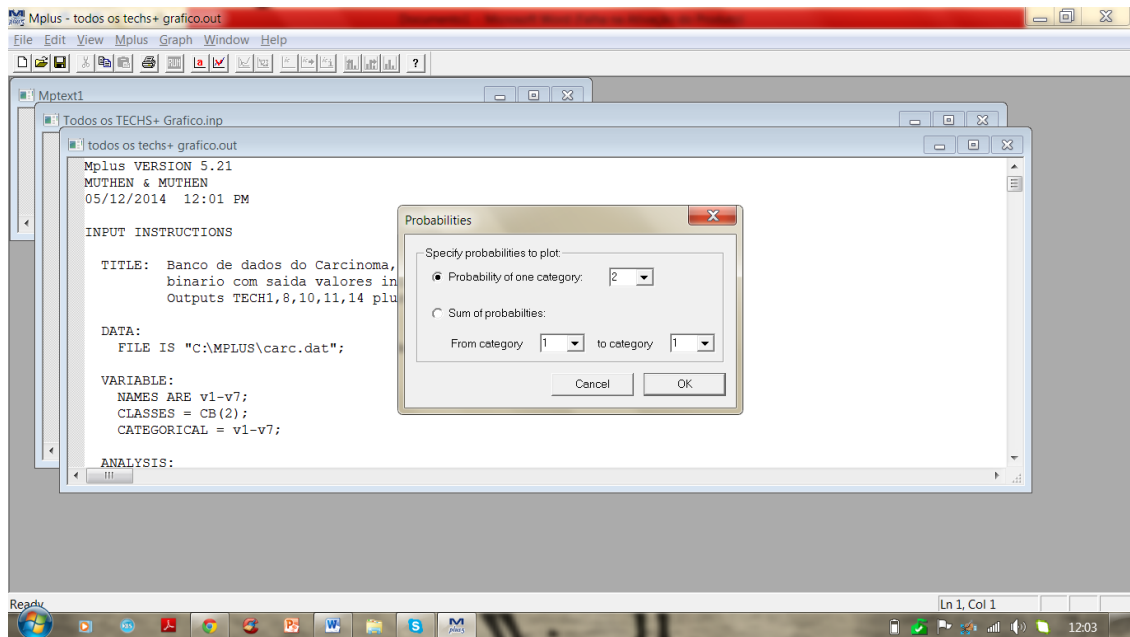 Mplus - todos os techs+ grafico.out
File Edit View Mplus Graph Window Help
Mptext1
Todos os TECHS+ Grafico.inp
todos os techs+ grafico.out
Mplus VERSION 5.21
MUTHEN & MUTHEN
05/12/2014 12:01 PM
INPUT INSTRUCTIONS
TITLE: Banco de dados do Carcinoma,
binario com saida valores in
Outputs TECH1,8,10,11,14 plu
DATA:
FILE IS "C:\MPLUS\carc.dat";
VARIABLE:
NAMES ARE v1-v7;
CLASSES = CB(2);
CATEGORICAL = v1-v7;
ANALYSIS:
Probabilities
Specify probabilities to plot:
Probability of one category: 2
Sum of probabilties:
From category 1 to category 1
Cancel OK
Ready Ln 1, Col 1
12:03